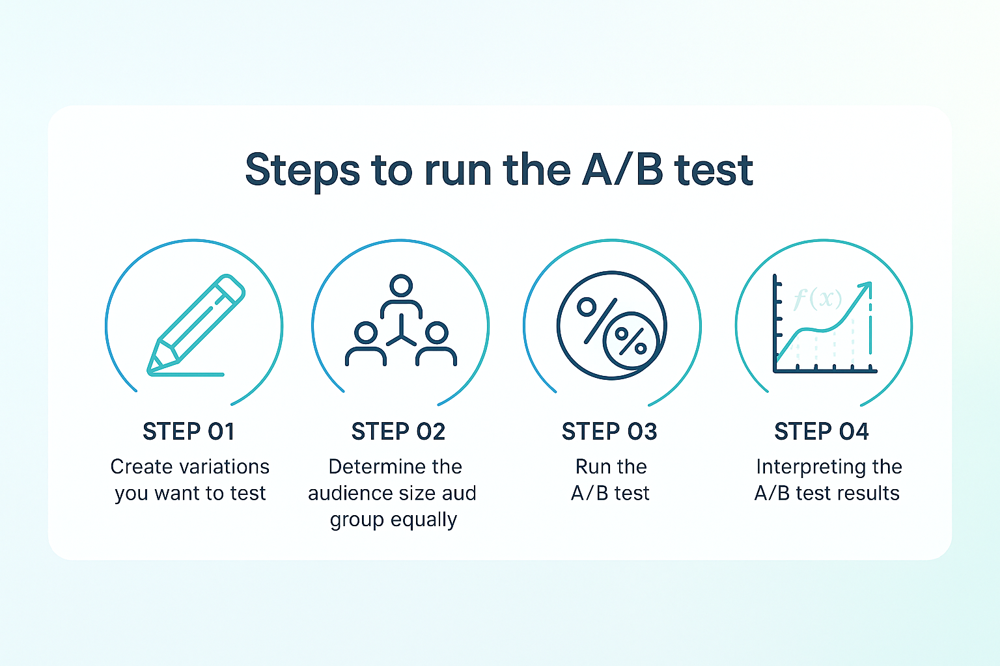 Steps to run the A/B test
f(x)
STEP 01
Create variations
you want to test
STEP 02
Determine the
audience size aud
group equally
STEP 03
Run the
A/B test
STEP 04
Interpreting the
A/B test results